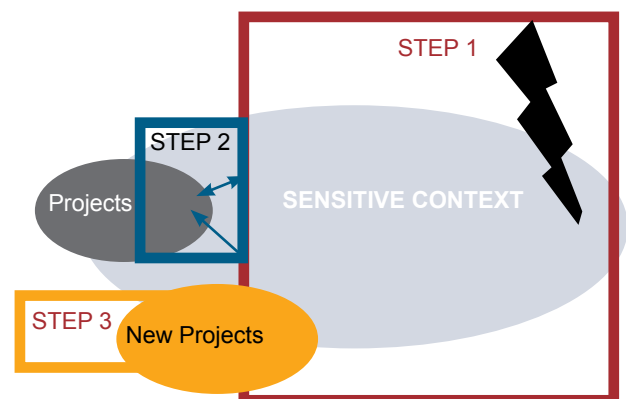 STEP 1
STEP 2
Projects
SENSITIVE CONTEXT
STEP 3
New Projects